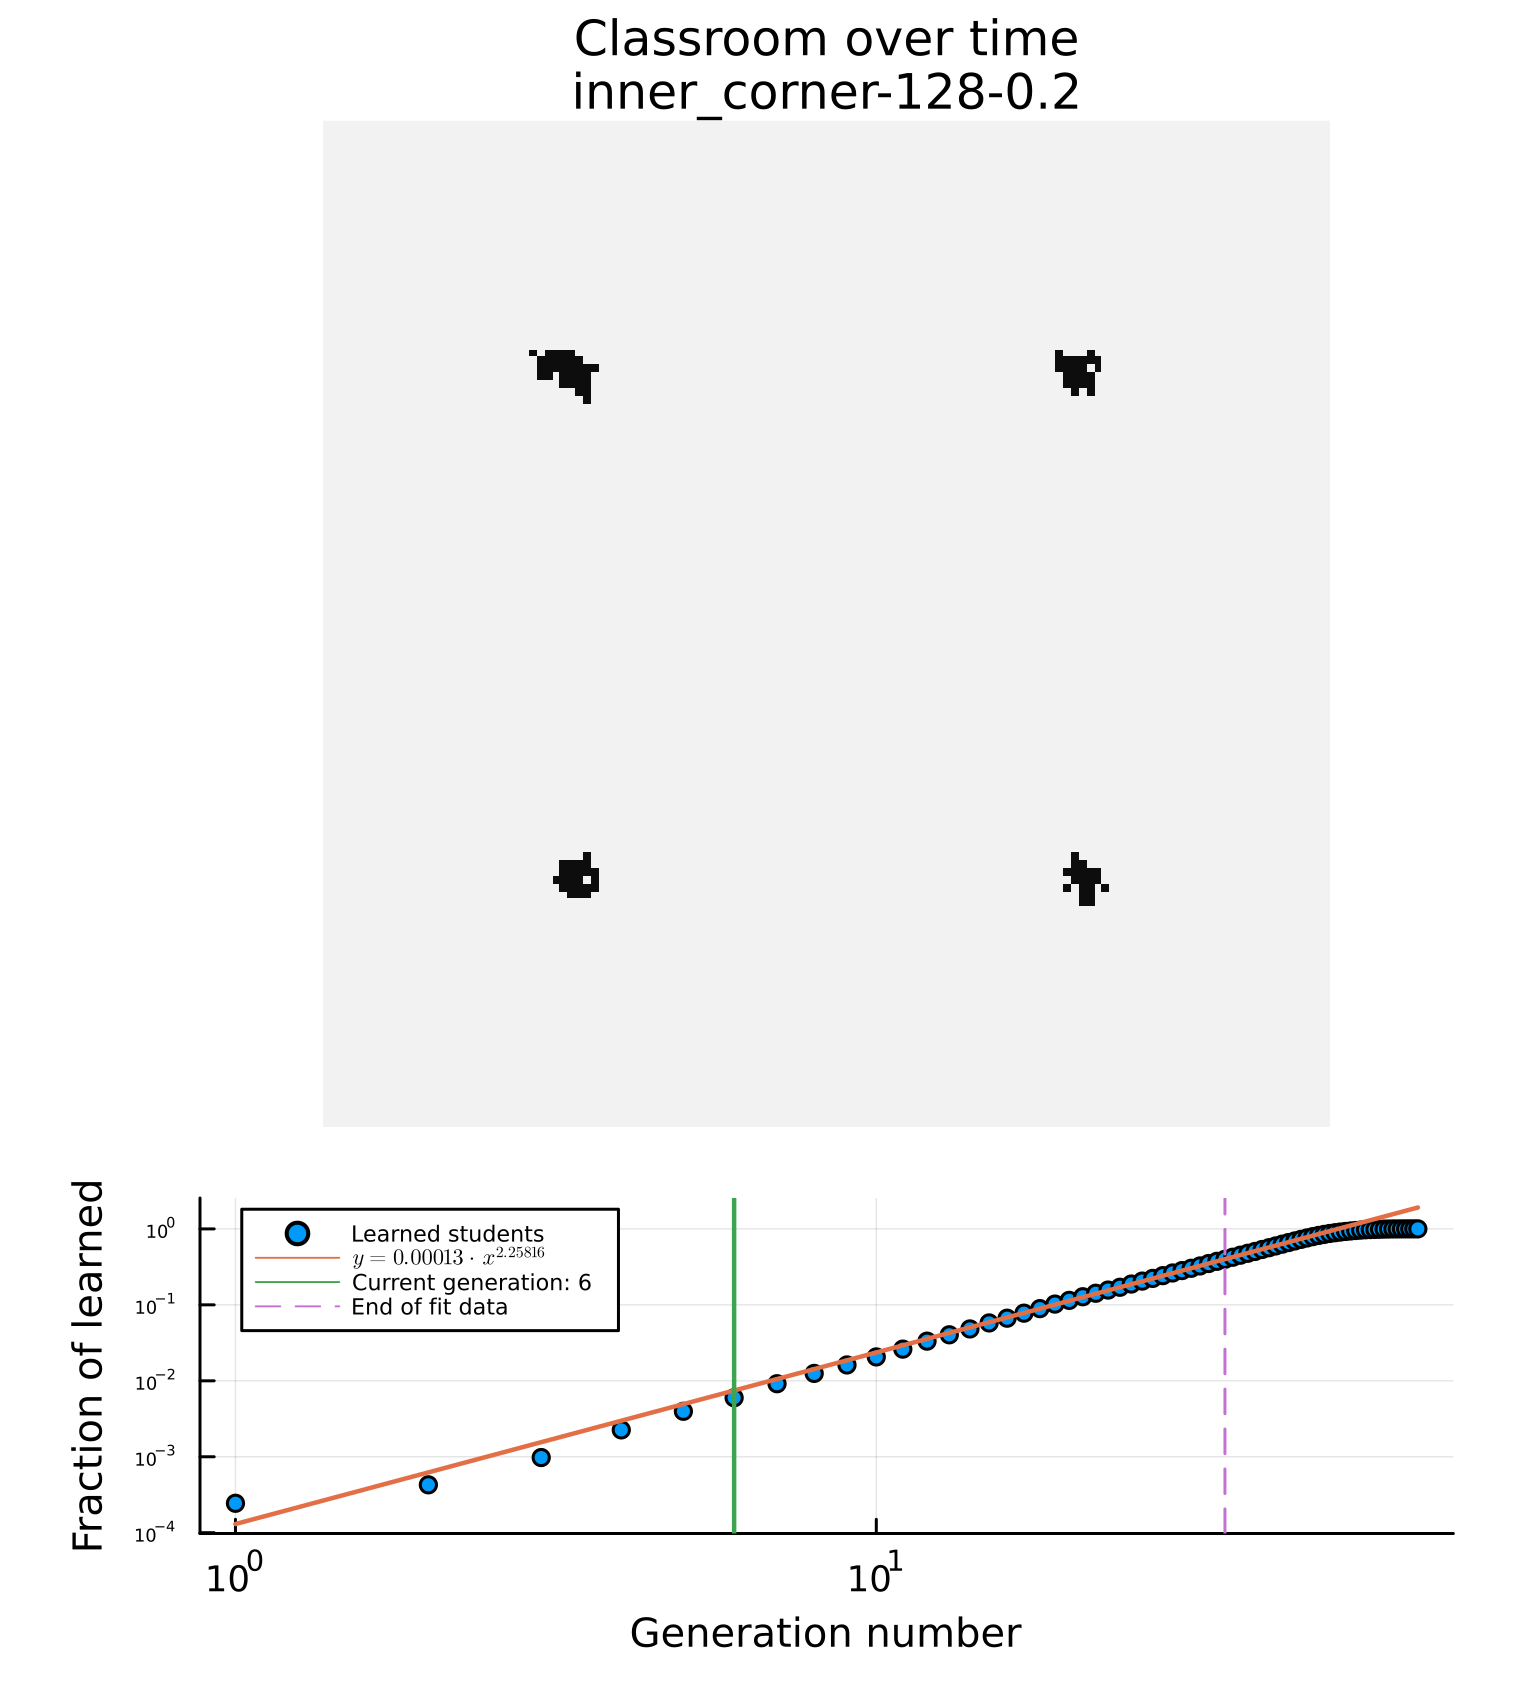 Classroom over time
inner_corner-128-0.2
Fraction of learned
10^0
10^-1
10^-2
10^-3
10^-4
Learned students
y = 0.00013 · x^2.25816
Current generation: 6
End of fit data
10^0
10^1
Generation number